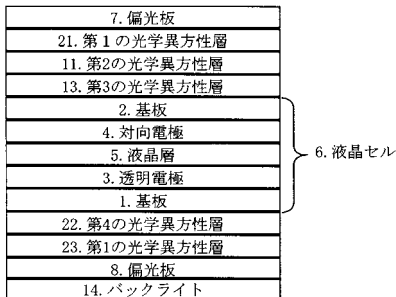 7. 偏光板
21. 第１の光学異方性層
11. 第2の光学異方性層
13. 第3の光学異方性層
2. 基板
4. 対向電極
5. 液晶層
3. 透明電極
1. 基板
6. 液晶セル
22. 第4の光学異方性層
23. 第1の光学異方性層
8. 偏光板
14. バックライト